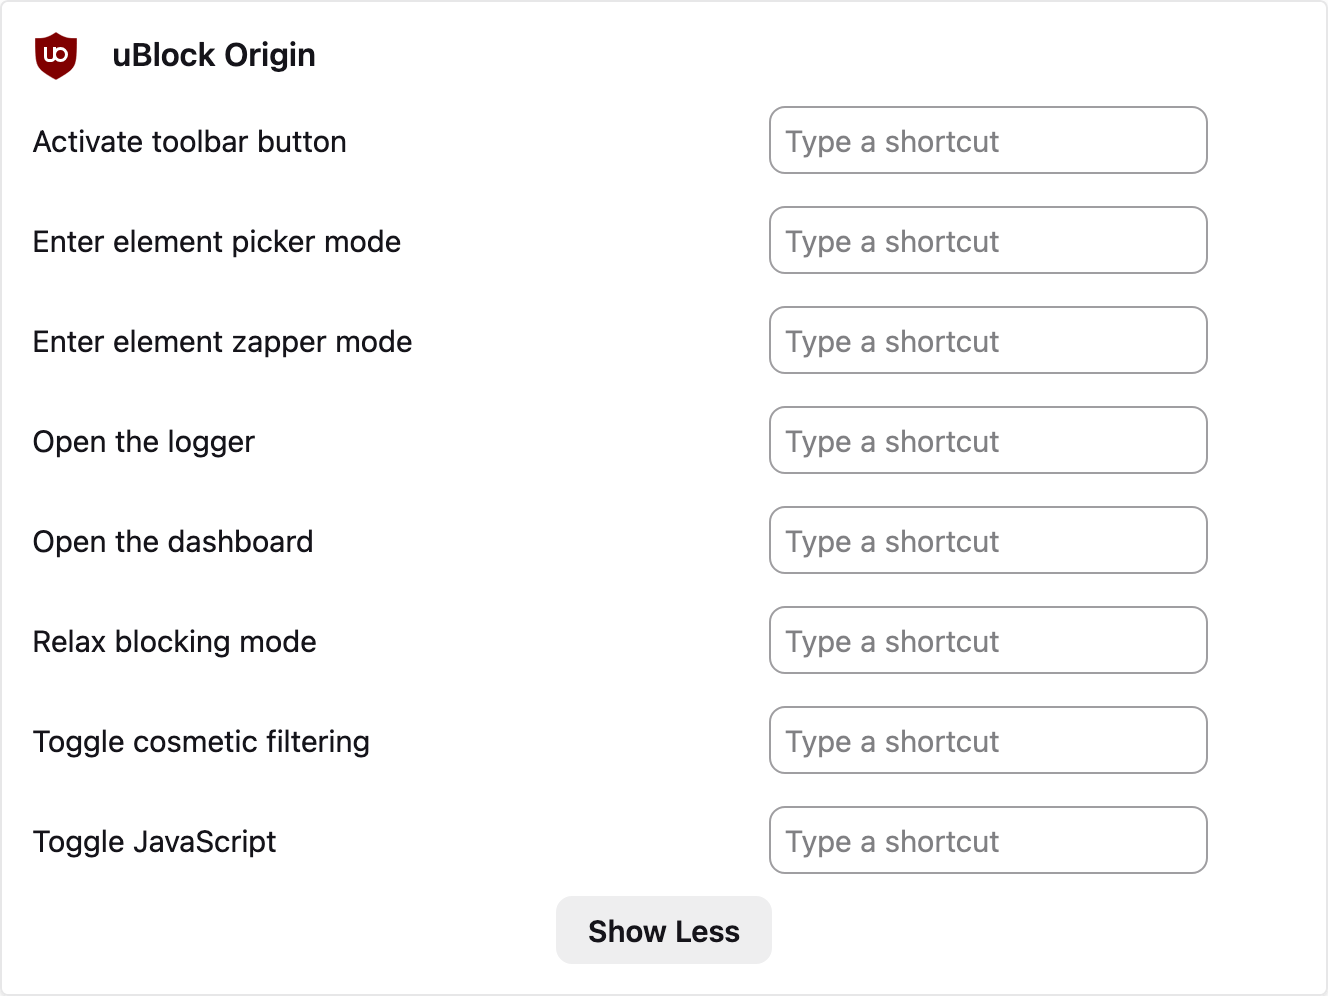 uO uBlock Origin
Activate toolbar button Type a shortcut
Enter element picker mode Type a shortcut
Enter element zapper mode Type a shortcut
Open the logger Type a shortcut
Open the dashboard Type a shortcut
Relax blocking mode Type a shortcut
Toggle cosmetic filtering Type a shortcut
Toggle JavaScript Type a shortcut
Show Less